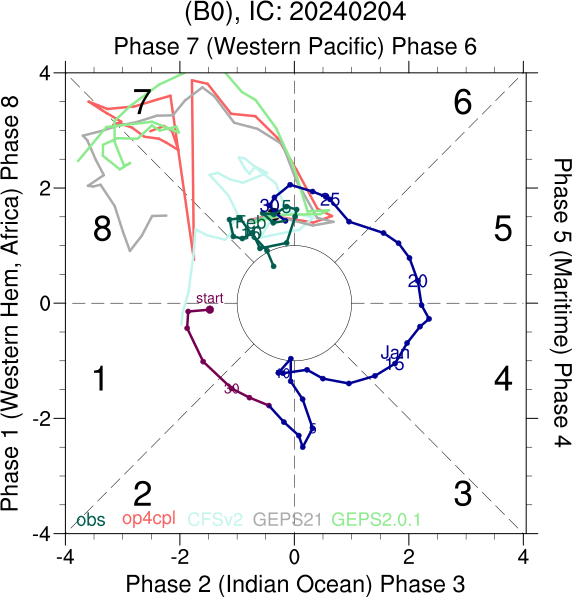 (B0), IC: 20240204
Phase 7 (Western Pacific) Phase 6
Phase 1 (Western Hem, Africa) Phase 8
Phase 5 (Maritime) Phase 4
4
2
0
-2
-4
7
6
8
5
1
4
2
3
30
5
25
Feb
15
20
start
Jan
15
10
30
5
obs
op4cpl
CFSv2
GEPS21
GEPS2.0.1
-4
-2
0
2
4
Phase 2 (Indian Ocean) Phase 3